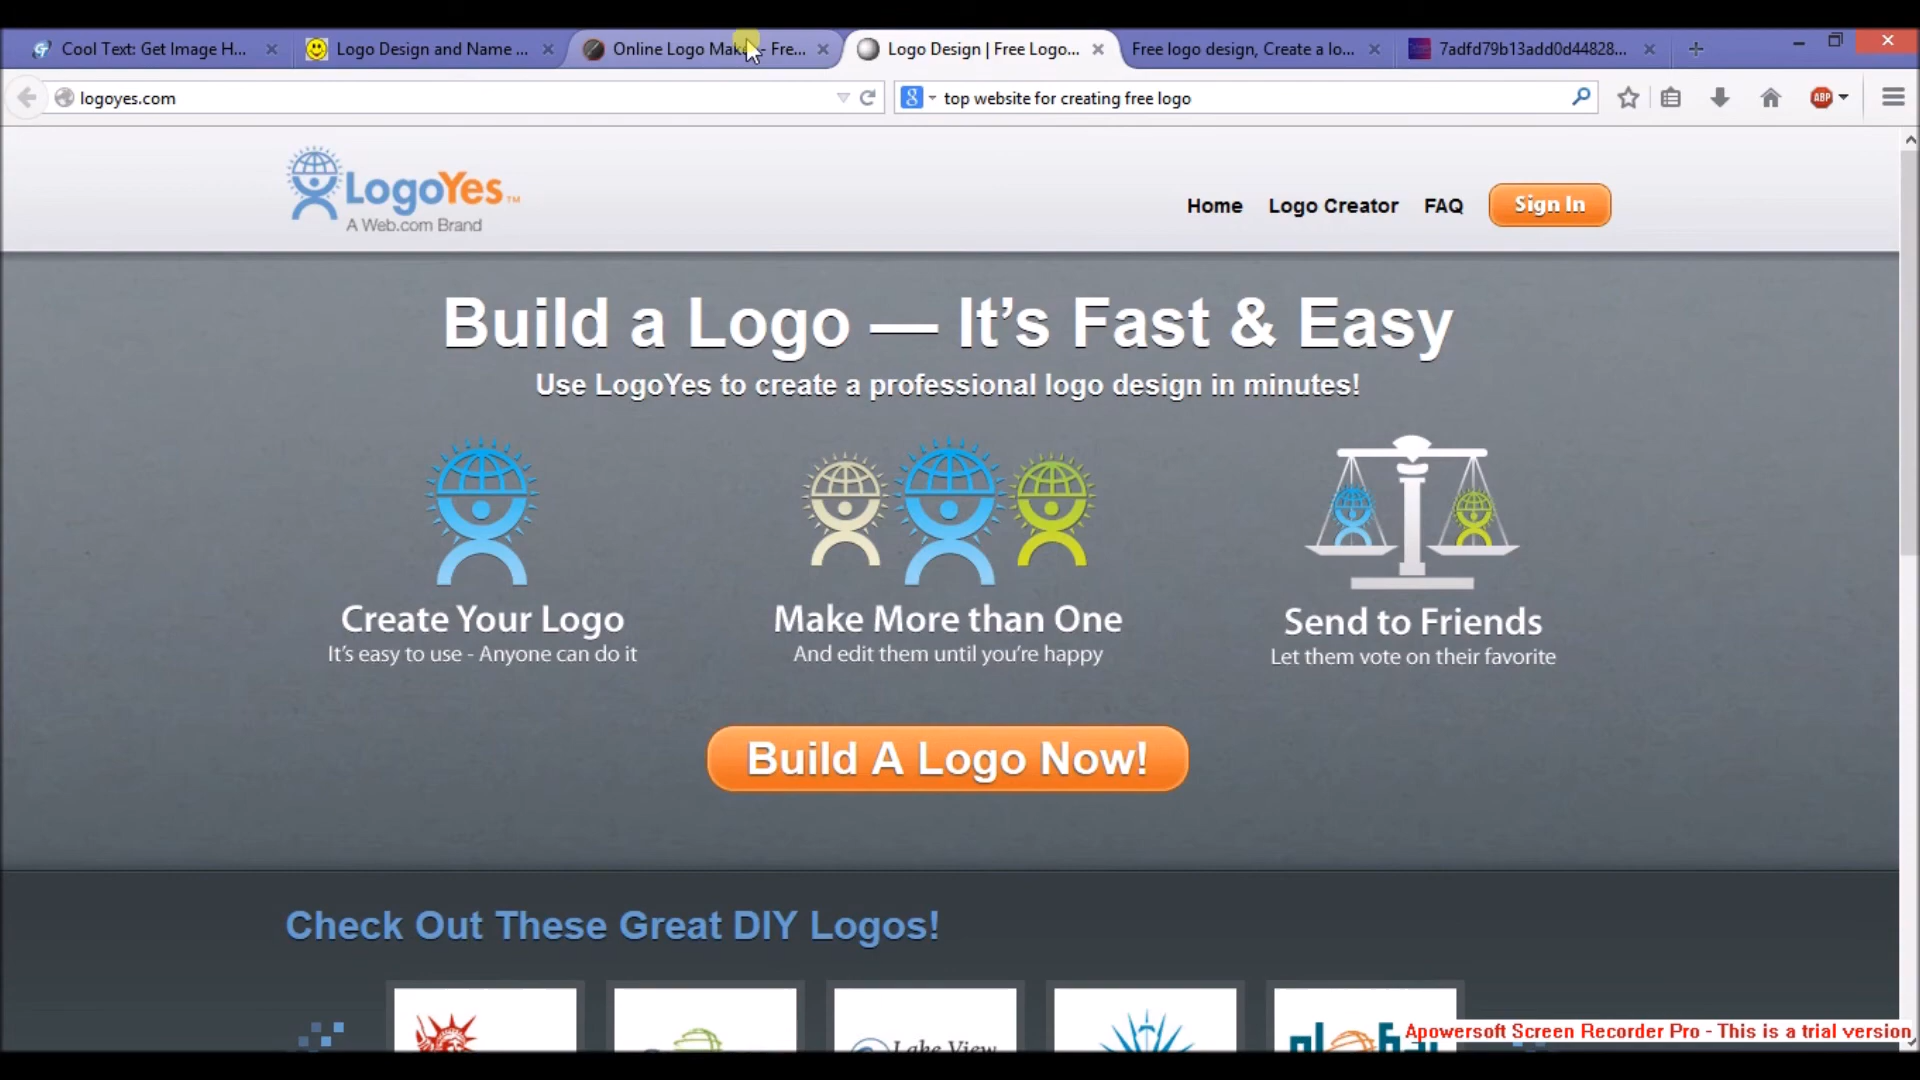 Cool Text: Get Image H...
Logo Design and Name ...
Online Logo Make - Fre...
Logo Design | Free Logo...
Free logo design, Create a lo...
7adfd79b13add0d44828...
logoyes.com
top website for creating free logo
ABP
LogoYes™
A Web.com Brand
Home
Logo Creator
FAQ
Sign In
Build a Logo — It's Fast & Easy
Use LogoYes to create a professional logo design in minutes!
Create Your Logo
It's easy to use - Anyone can do it
Make More than One
And edit them until you're happy
Send to Friends
Let them vote on their favorite
Build A Logo Now!
Check Out These Great DIY Logos!
Lake View
Apowersoft Screen Recorder Pro - This is a trial version